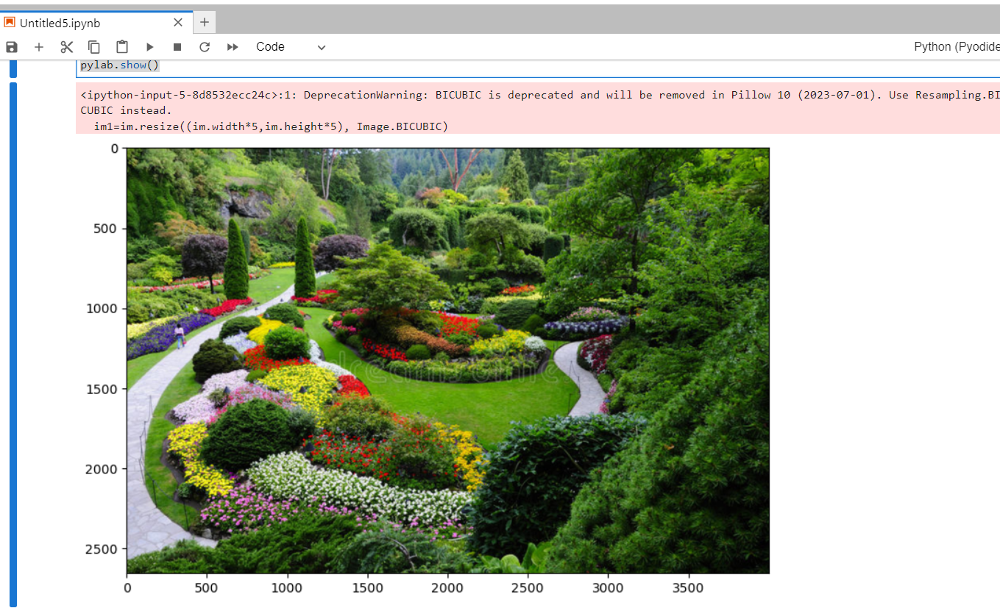 Untitled5.ipynb
Code
Python (Pyodide
pylab.show()
<ipython-input-5-8d8532ecc24c>:1: DeprecationWarning: BICUBIC is deprecated and will be removed in Pillow 10 (2023-07-01). Use Resampling.BI
CUBIC instead.
im1=im.resize((im.width*5,im.height*5), Image.BICUBIC)
0
500
1000
dreamstime
1500
2000
2500
0 500 1000 1500 2000 2500 3000 3500